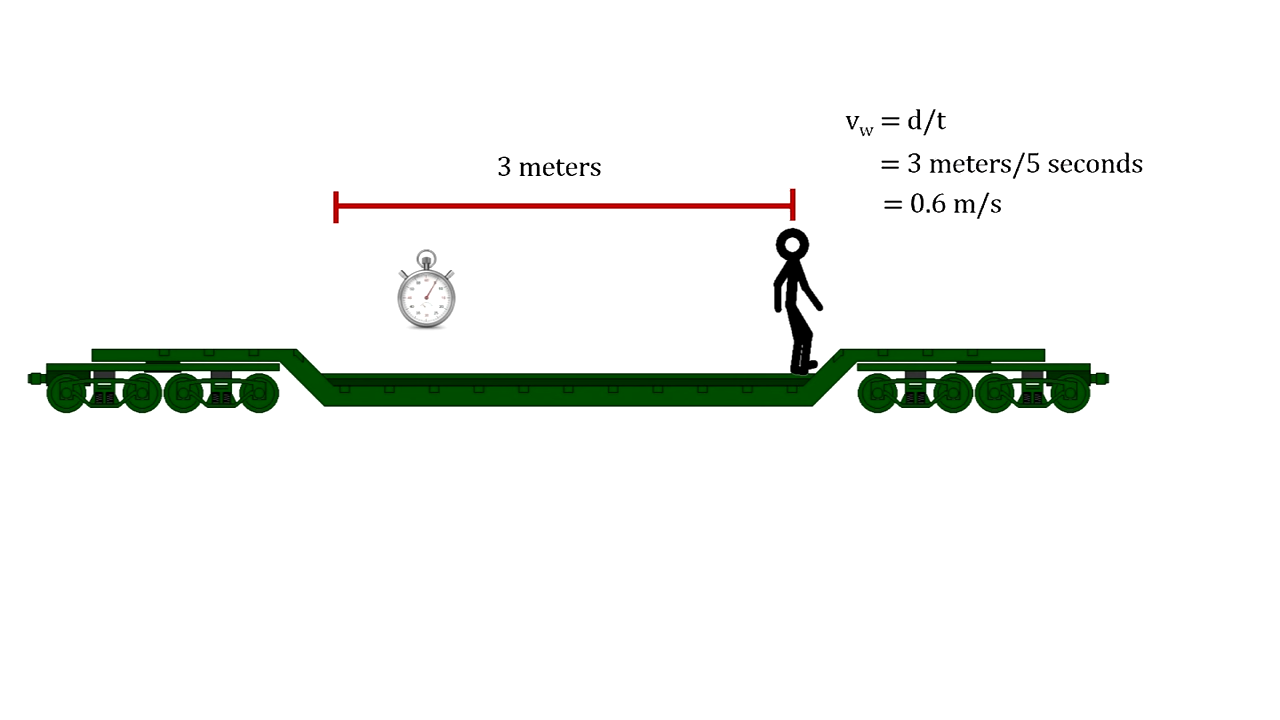 3 meters
v_w = d/t
= 3 meters/5 seconds
= 0.6 m/s